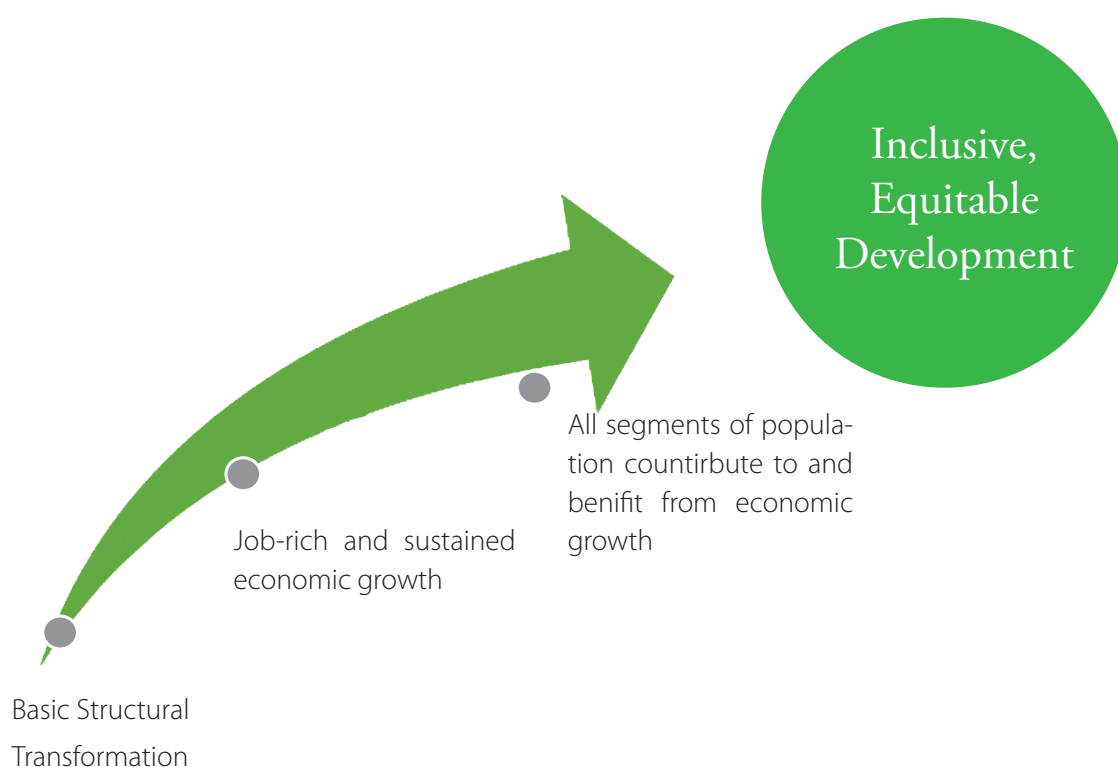 Inclusive,
Equitable
Development
All segments of popula-
tion countirbute to and
benifit from economic
growth
Job-rich and sustained
economic growth
Basic Structural
Transformation